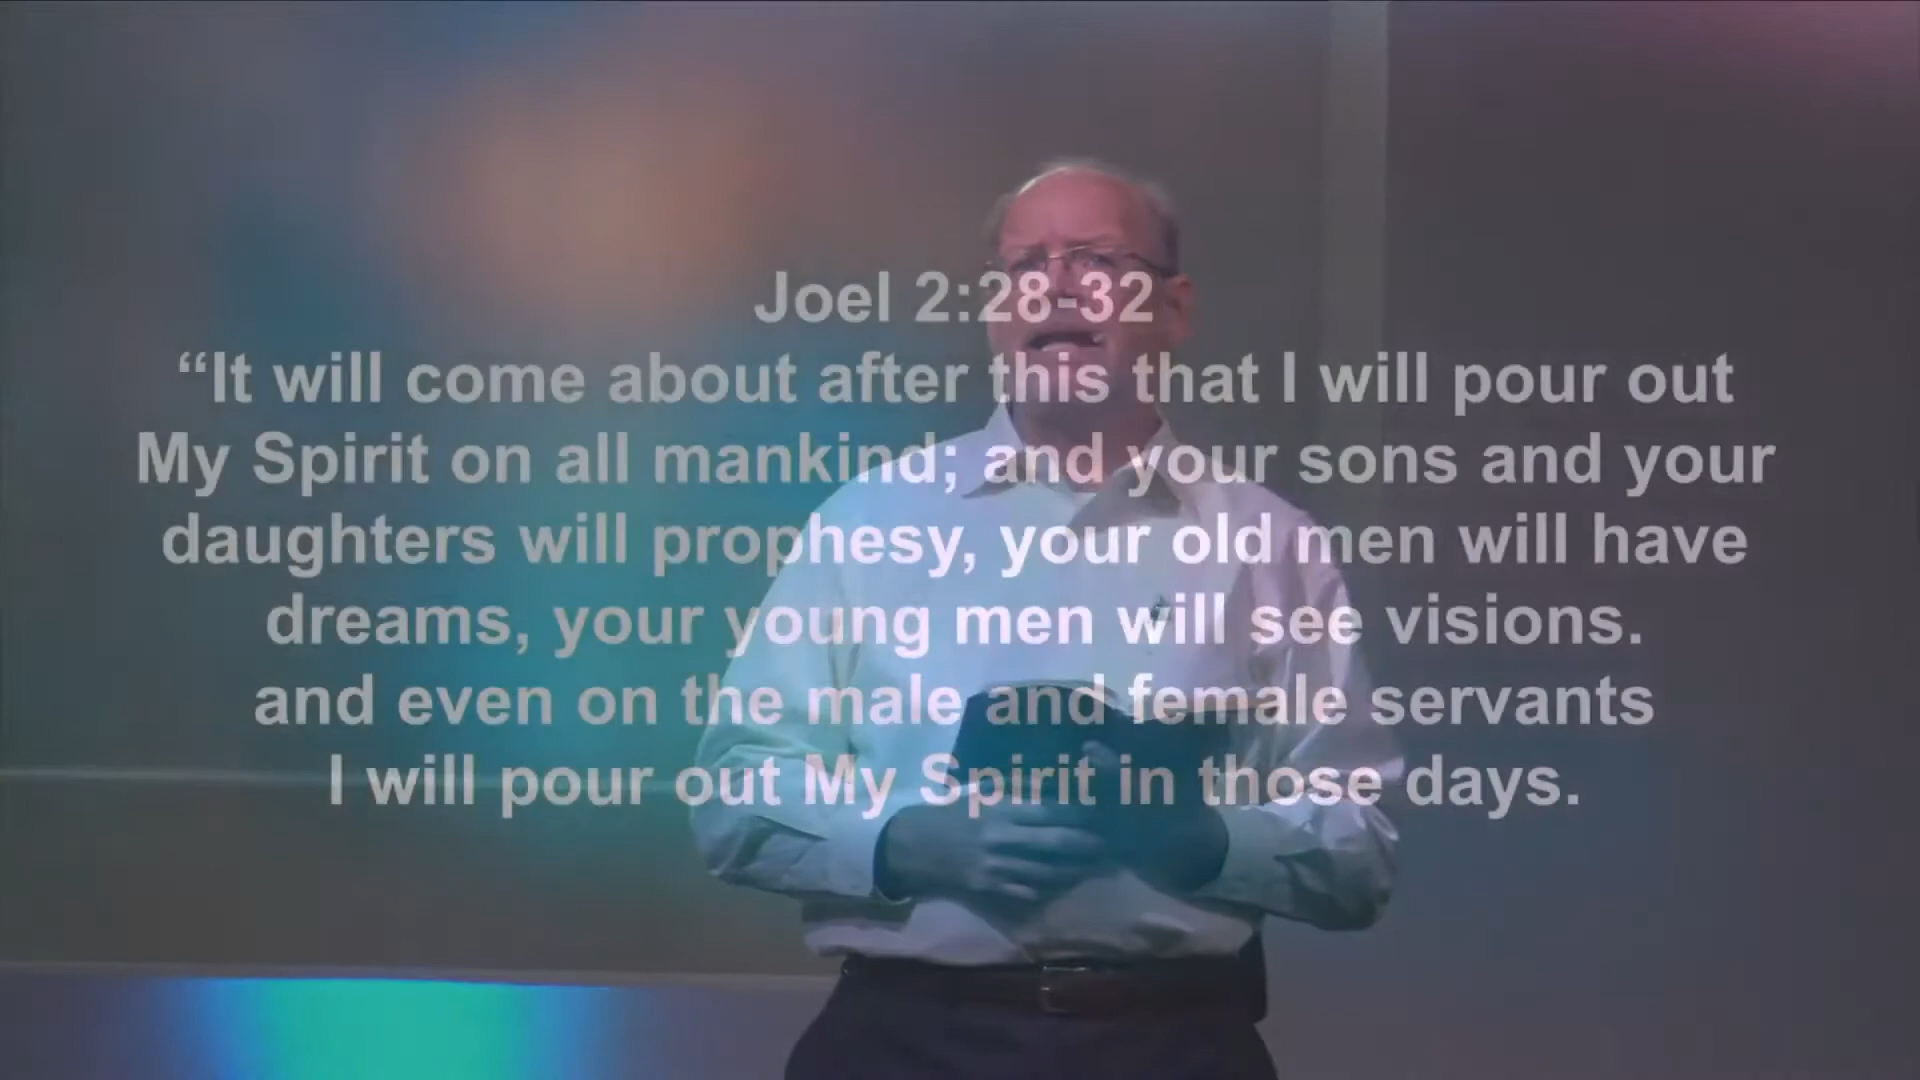 Joel 2:28-32
“It will come about after this that I will pour out
My Spirit on all mankind; and your sons and your
daughters will prophesy, your old men will have
dreams, your young men will see visions.
and even on the male and female servants
I will pour out My Spirit in those days.